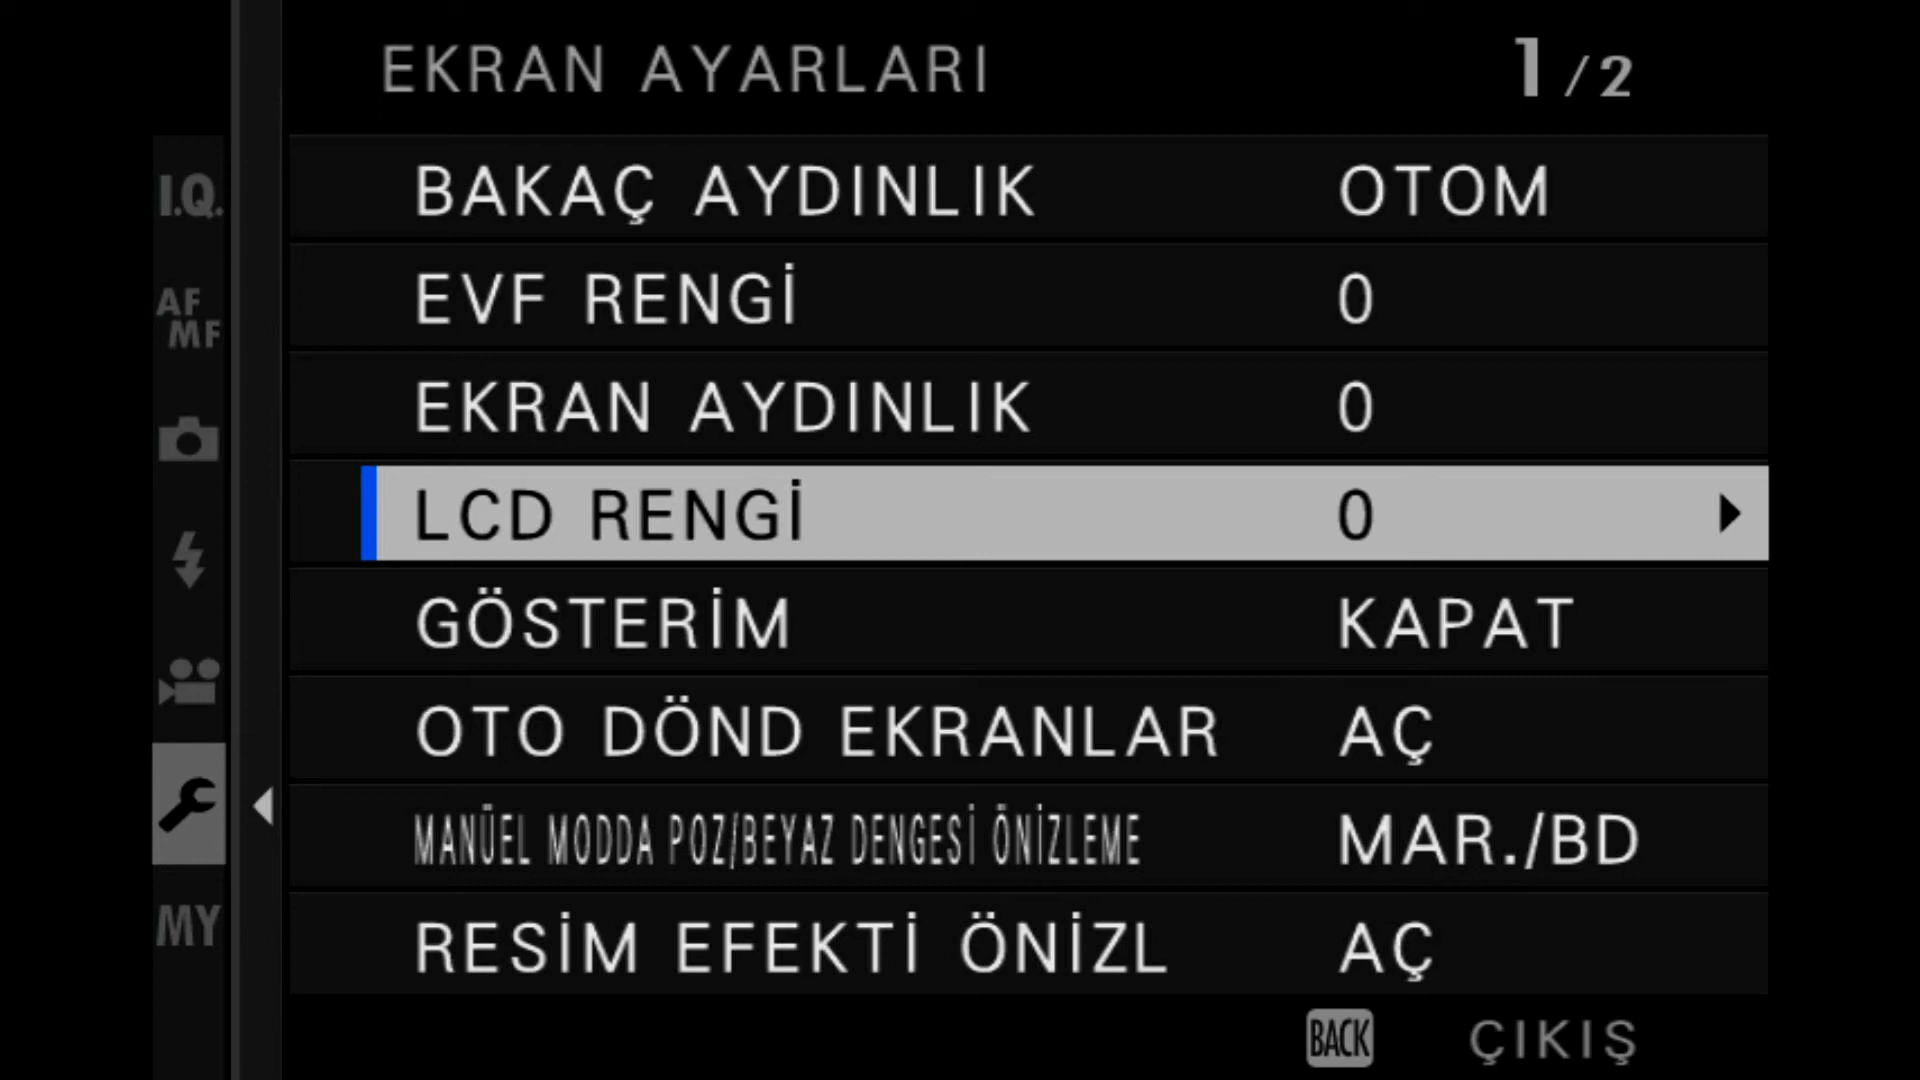 EKRAN AYARLARI 1/2
I.Q.
BAKAÇ AYDINLIK OTOM
AF
MF
EVF RENGİ 0
EKRAN AYDINLIK 0
LCD RENGİ 0
GÖSTERİM KAPAT
OTO DÖND EKRANLAR AÇ
MANÜEL MODDA POZ/BEYAZ DENGESİ ÖNİZLEME MAR./BD
MY
RESİM EFEKTİ ÖNİZL AÇ
BACK ÇIKIŞ